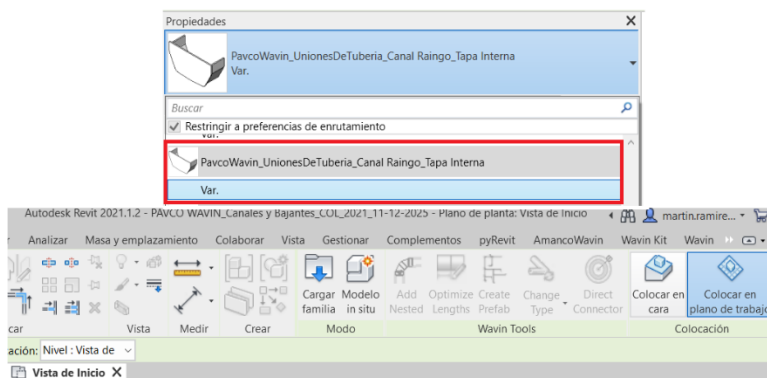 Propiedades
PavcoWavin_UnionesDeTuberia_Canal Raingo_Tapa Interna
Var.
Buscar
Restringir a preferencias de enrutamiento
Var.
PavcoWavin_UnionesDeTuberia_Canal Raingo_Tapa Interna
Var.
Autodesk Revit 2021.1.2 - PAVCO WAVIN_Canales y Bajantes_COL_2021_11-12-2025 - Plano de planta: Vista de Inicio martin.ramire...
Analizar Masa y emplazamiento Colaborar Vista Gestionar Complementos pyRevit AmancoWavin Wavin Kit Wavin
Cargar Modelo Add Optimize Create Change Direct Colocar en Colocar en
familia in situ Nested Lengths Prefab Type Connector cara plano de trabajo
car Vista Medir Crear Modo Wavin Tools Colocación
ación: Nivel : Vista de
Vista de Inicio X